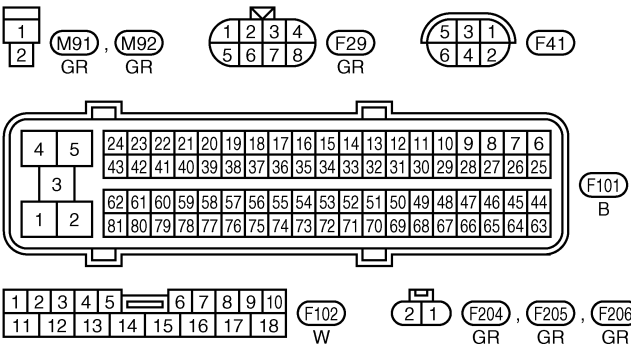 1
2
M91 , M92
GR GR
1 2 3 4
5 6 7 8
F29
GR
5 3 1
6 4 2
F41
4 5
3
1 2
24 23 22 21 20 19 18 17 16 15 14 13 12 11 10 9 8 7 6
43 42 41 40 39 38 37 36 35 34 33 32 31 30 29 28 27 26 25
62 61 60 59 58 57 56 55 54 53 52 51 50 49 48 47 46 45 44
81 80 79 78 77 76 75 74 73 72 71 70 69 68 67 66 65 64 63
F101
B
1 2 3 4 5 6 7 8 9 10
11 12 13 14 15 16 17 18
F102
W
2 1
F204 , F205 , F206
GR GR GR